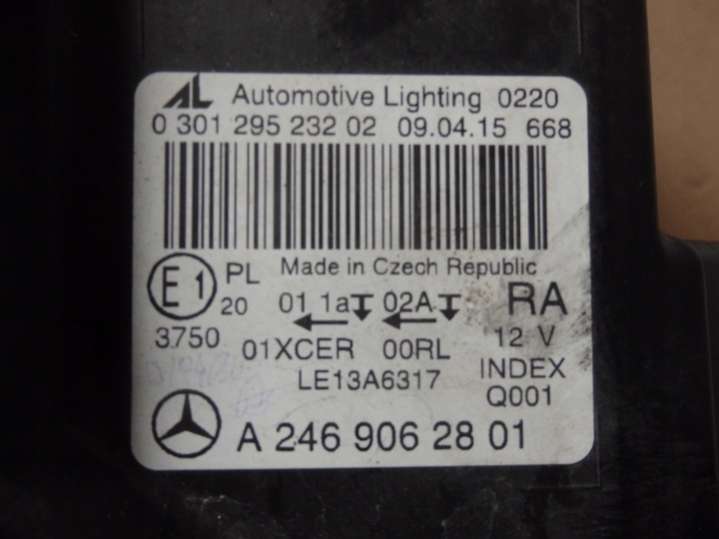 AL Automotive Lighting 0220
0 301 295 232 02 09.04.15 668
Made in Czech Republic
E1 PL 20 01 1a 02A RA
3750 01XCER 00RL 12 V
LE13A6317 INDEX Q001
A 246 906 28 01